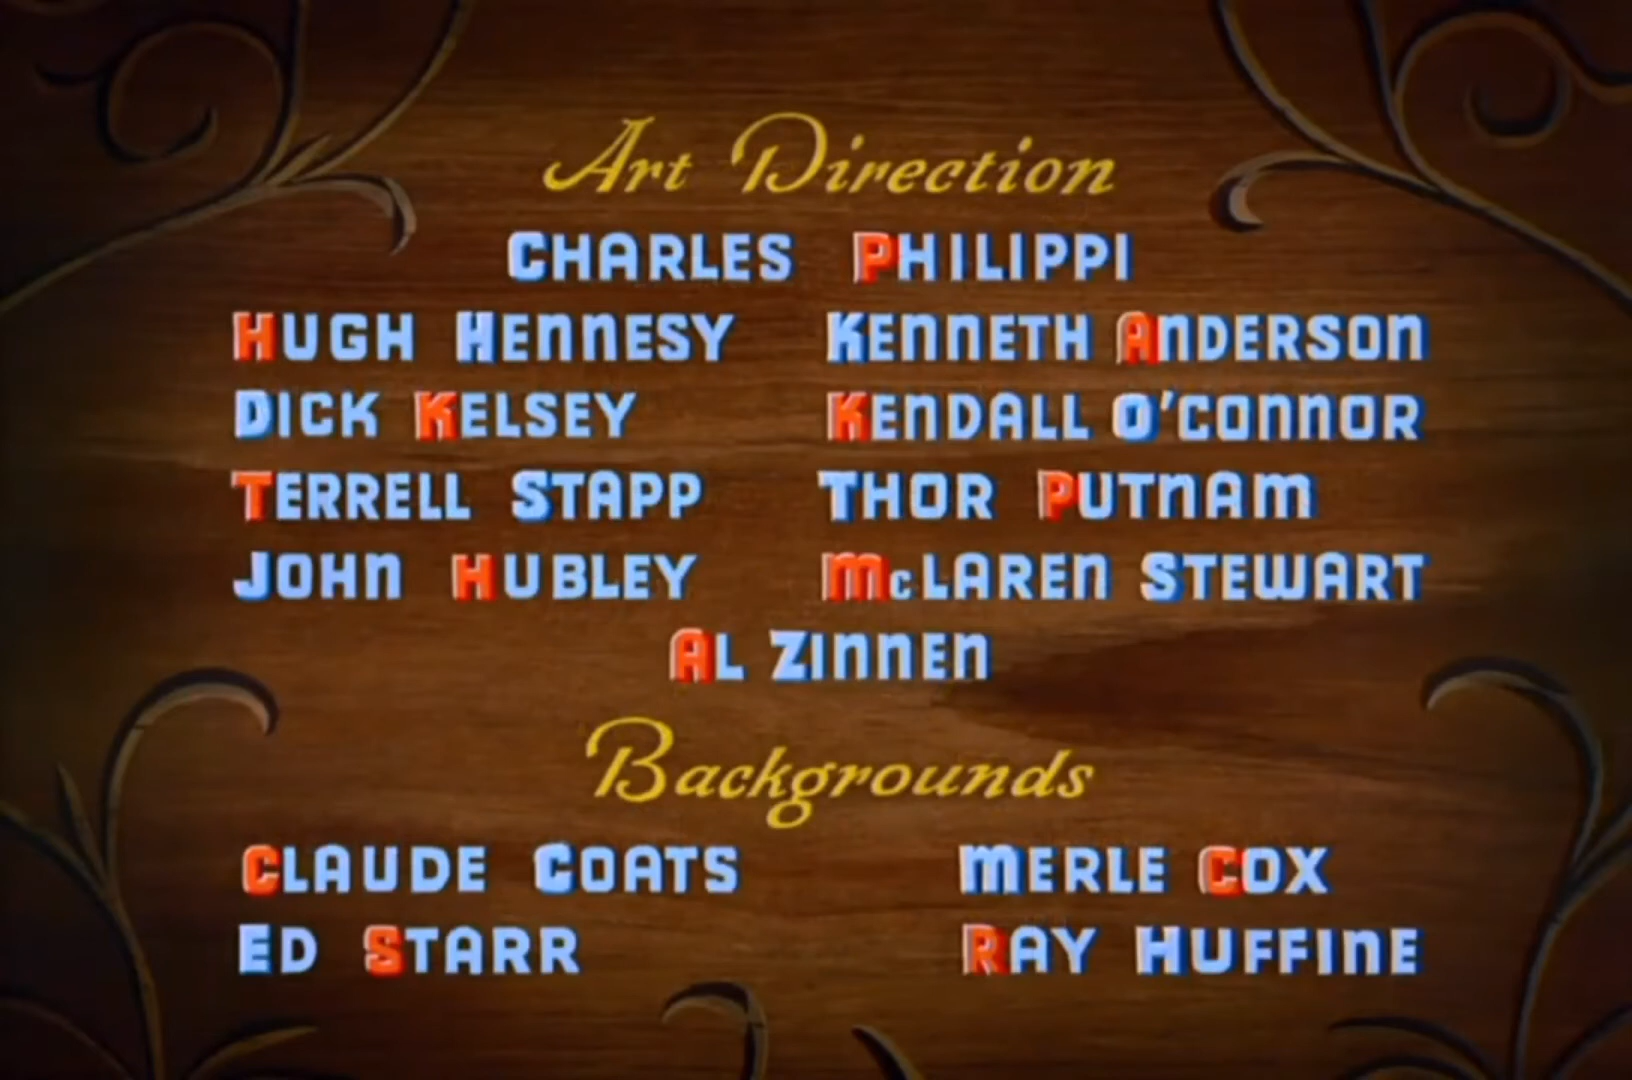 Art Direction
CHARLES PHILIPPI
HUGH HENNESY KENNETH ANDERSON
DICK KELSEY KENDALL O'CONNOR
TERRELL STAPP THOR PUTNAM
JOHN HUBLEY McLAREN STEWART
AL ZINNEN
Backgrounds
CLAUDE COATS MERLE COX
ED STARR RAY HUFFINE